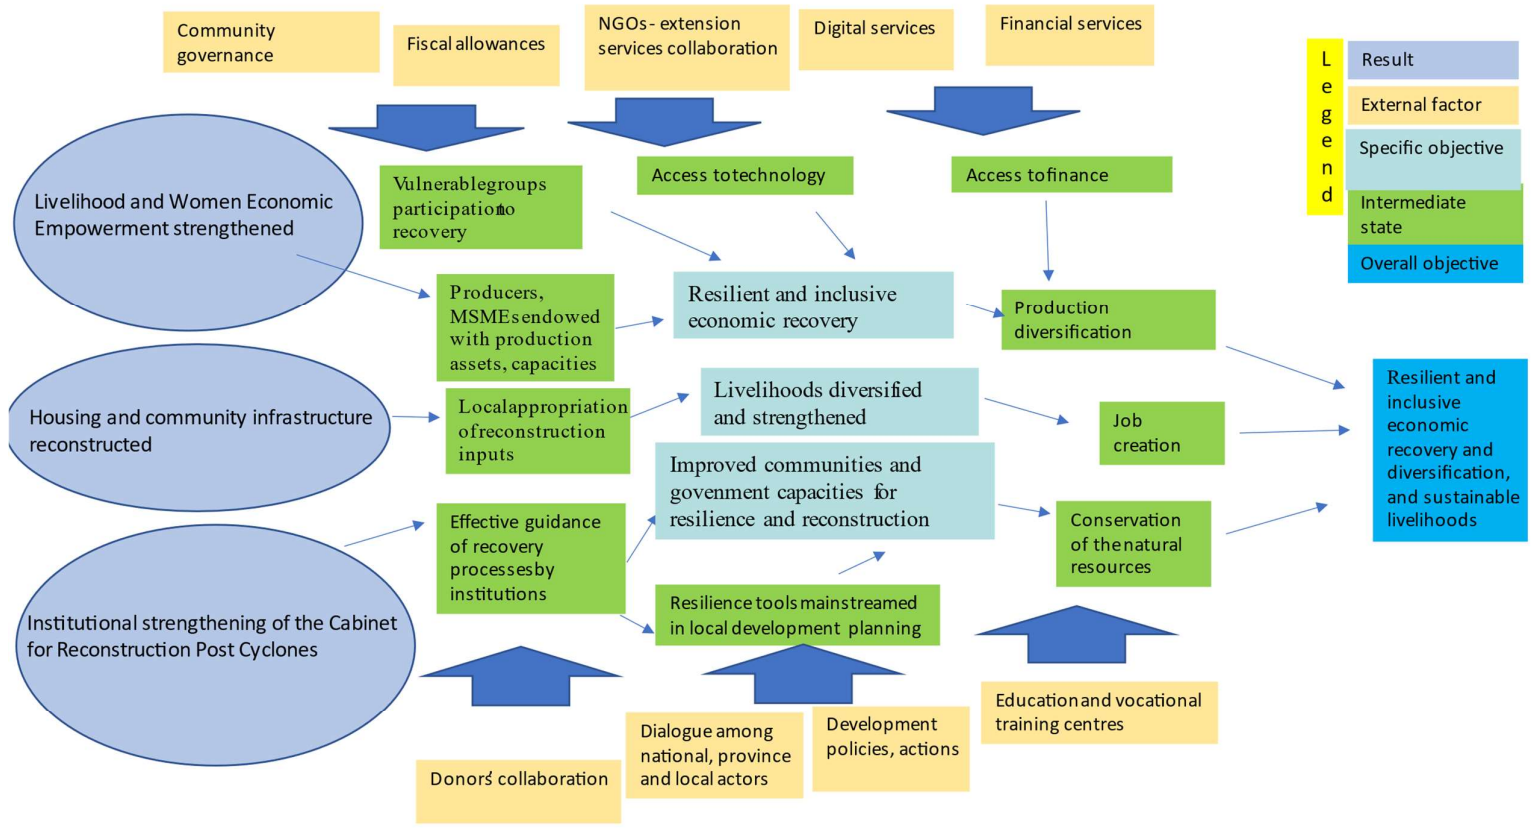 Community
governance
Fiscal allowances
NGOs - extension
services collaboration
Digital services
Financial services
L
e
g
e
n
d
Result
External factor
Specific objective
Intermediate
state
Overall objective
Livelihood and Women Economic
Empowerment strengthened
Vulnerablegroups
participationto
recovery
Access totechnology
Access tofinance
Producers,
MSMEsendowed
with production
assets, capacities
Resilient and inclusive
economic recovery
Production
diversification
Housing and community infrastructure
reconstructed
Localappropriation
ofreconstruction
inputs
Livelihoods diversified
and strengthened
Job
creation
Resilient and
inclusive
economic
recovery and
diversification,
and sustainable
livelihoods
Improved communities and
govenment capacities for
resilience and reconstruction
Effective guidance
of recovery
processesby
institutions
Conservation
of thenatural
resources
Institutional strengthening of the Cabinet
for Reconstruction Post Cyclones
Resilience tools mainstreamed
in local development planning
Donors' collaboration
Dialogue among
national, province
and local actors
Development
policies, actions
Education and vocational
training centres